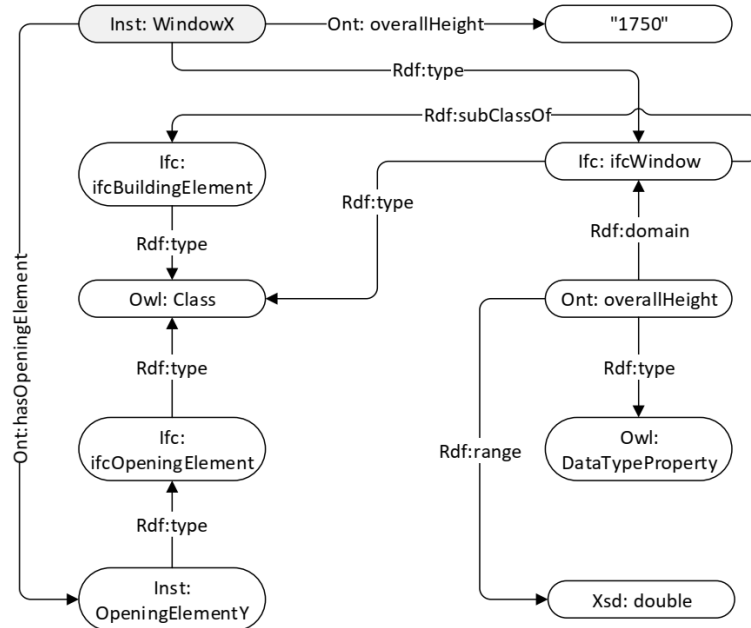 Inst: WindowX
Ont: overallHeight
"1750"
Rdf:type
Rdf:subClassOf
Ifc:
ifcBuildingElement
Ifc: ifcWindow
Rdf:type
Rdf:type
Rdf:domain
Ont:hasOpeningElement
Owl: Class
Ont: overallHeight
Rdf:type
Rdf:type
Ifc:
ifcOpeningElement
Rdf:range
Owl:
DataTypeProperty
Rdf:type
Inst:
OpeningElementY
Xsd: double